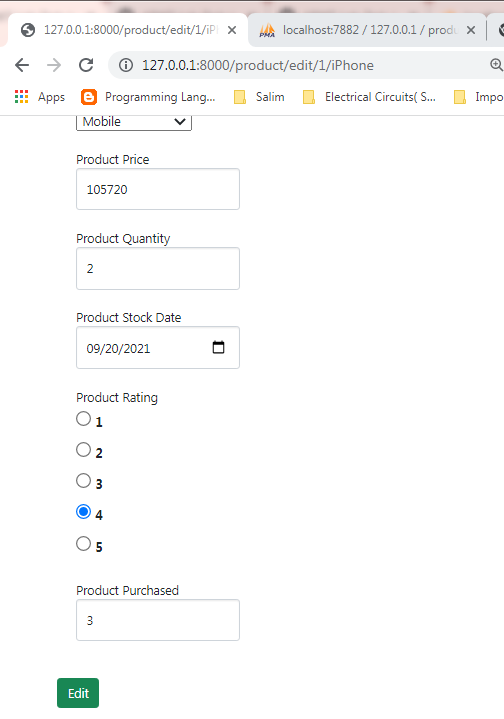 127.0.0.1:8000/product/edit/1/iP
localhost:7882 / 127.0.0.1 / prod
127.0.0.1:8000/product/edit/1/iPhone
Apps
Programming Lang...
Salim
Electrical Circuits( S...
Impo
Mobile
Product Price
105720
Product Quantity
2
Product Stock Date
09/20/2021
Product Rating
1
2
3
4
5
Product Purchased
3
Edit